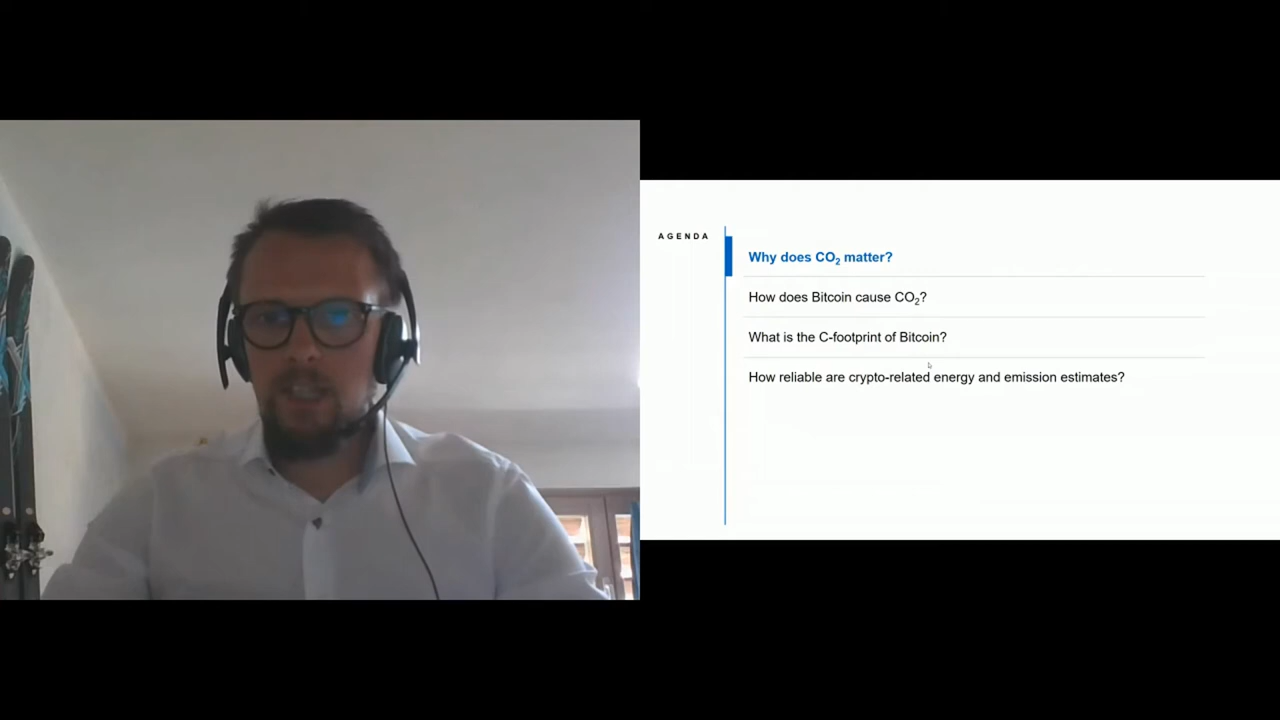 AGENDA
Why does CO₂ matter?
How does Bitcoin cause CO₂?
What is the C-footprint of Bitcoin?
How reliable are crypto-related energy and emission estimates?